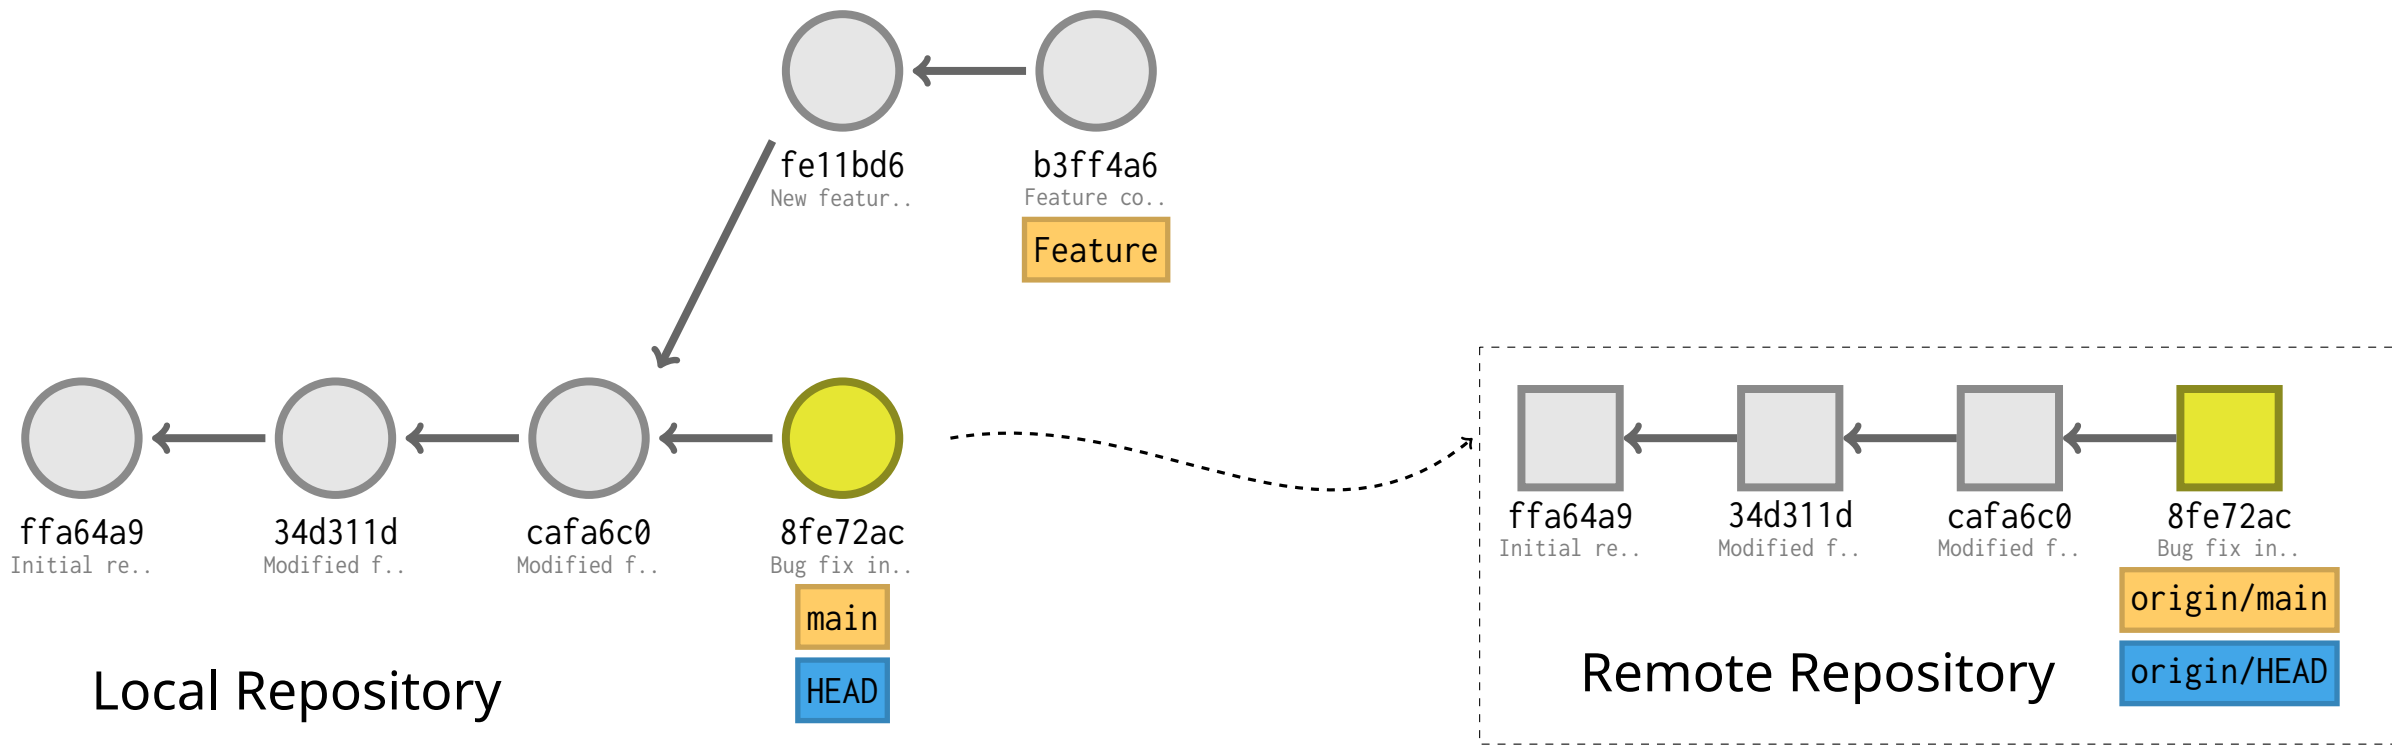 fe11bd6
New featur..
b3ff4a6
Feature co..
Feature
ffa64a9
Initial re..
34d311d
Modified f..
cafa6c0
Modified f..
8fe72ac
Bug fix in..
main
HEAD
Local Repository
ffa64a9
Initial re..
34d311d
Modified f..
cafa6c0
Modified f..
8fe72ac
Bug fix in..
origin/main
origin/HEAD
Remote Repository